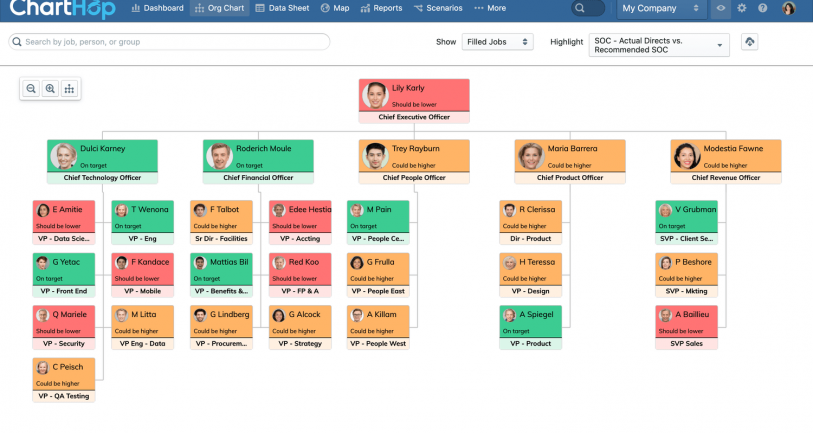 ChartHop Dashboard Org Chart Data Sheet Map Reports Scenarios More My Company
Search by job, person, or group Show Filled Jobs Highlight SOC - Actual Directs vs.
Recommended SOC
Lily Karly
Should be lower
Chief Executive Officer
Dulci Karney Roderich Moule Trey Rayburn Maria Barrera Modestia Fawne
On target On target Could be higher Could be higher Could be higher
Chief Technology Officer Chief Financial Officer Chief People Officer Chief Product Officer Chief Revenue Officer
E Amitie T Wenona F Talbot Edee Hestia M Pain R Clerissa V Grubman
Should be lower On target Could be higher Should be lower On target Could be higher On target
VP - Data Scie... VP - Eng Sr Dir - Facilities VP - Accting VP - People Ce... Dir - Product SVP - Client Se...
G Yetac F Kandace Mattias Bil Red Koo G Frulla H Teressa P Beshore
On target Should be lower On target Should be lower Could be higher Could be higher Could be higher
VP - Front End VP - Mobile VP - Benefits &... VP - FP & A VP - People East VP - Design SVP - Mkting
Q Mariele M Litta G Lindberg G Alcock A Killam A Spiegel A Baillieu
Should be lower Could be higher Could be higher Could be higher Could be higher On target Should be lower
VP - Security VP Eng - Data VP - Procurem... VP - Strategy VP - People West VP - Product SVP Sales
C Peisch
Could be higher
VP - QA Testing